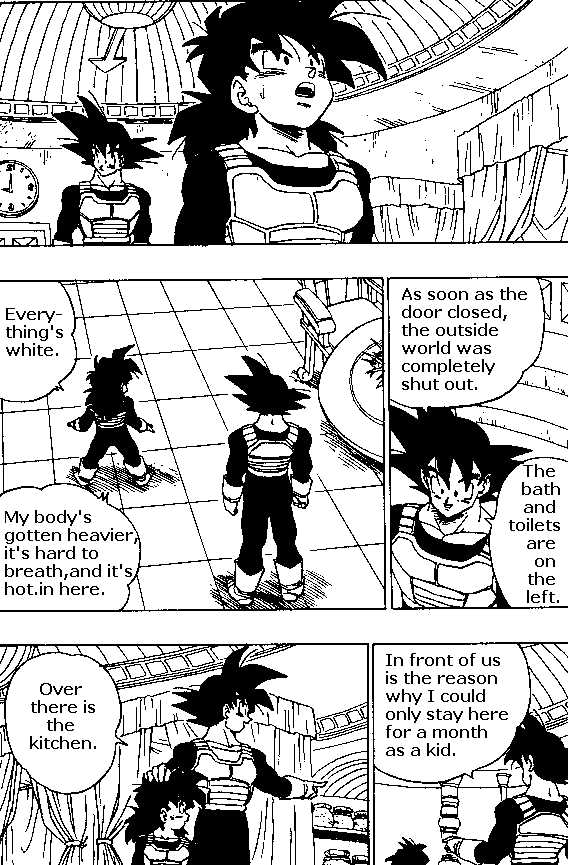 Every-
thing's
white.
My body's
gotten heavier,
it's hard to
breath,and it's
hot.in here.
As soon as the
door closed,
the outside
world was
completely
shut out.
The
bath
and
toilets
are
on
the
left.
Over
there is
the
kitchen.
In front of us
is the reason
why I could
only stay here
for a month
as a kid.